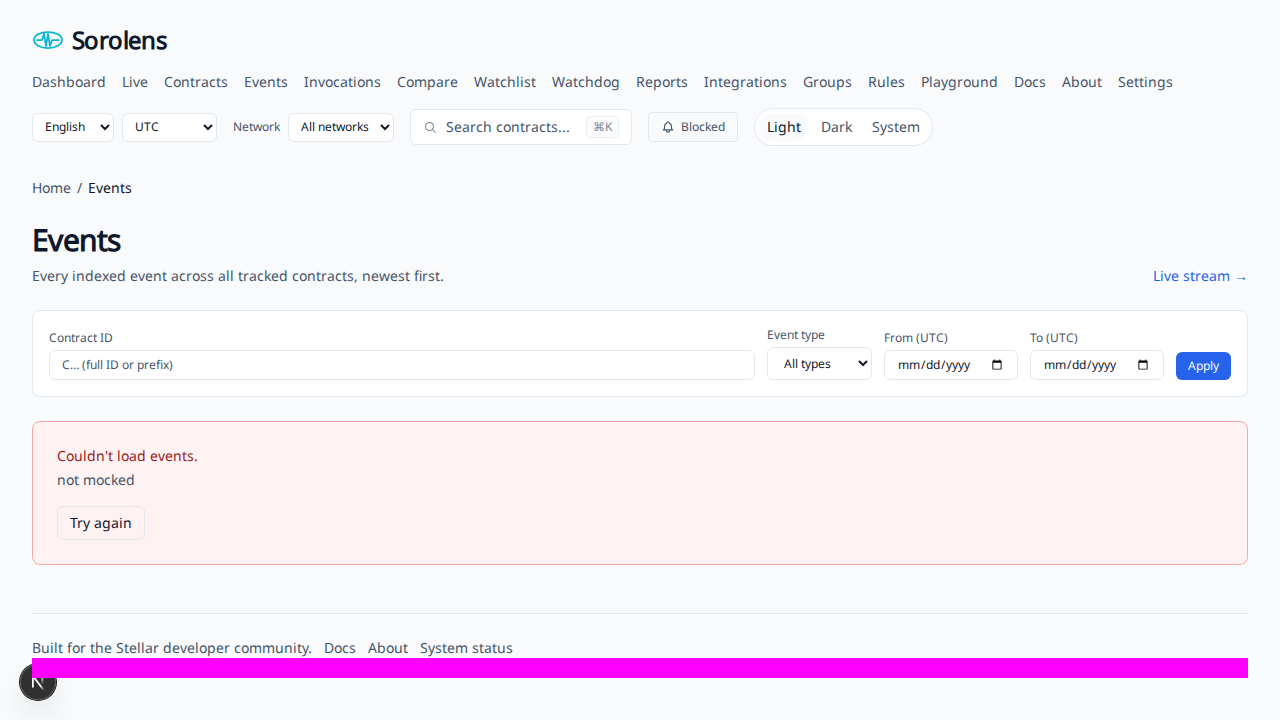 Sorolens
Dashboard Live Contracts Events Invocations Compare Watchlist Watchdog Reports Integrations Groups Rules Playground Docs About Settings
English UTC Network All networks Search contracts... ⌘K Blocked Light Dark System
Home / Events
Events
Every indexed event across all tracked contracts, newest first. Live stream →
Contract ID Event type From (UTC) To (UTC)
C... (full ID or prefix) All types mm/dd/yyyy mm/dd/yyyy Apply
Couldn't load events.
not mocked
Try again
Built for the Stellar developer community. Docs About System status